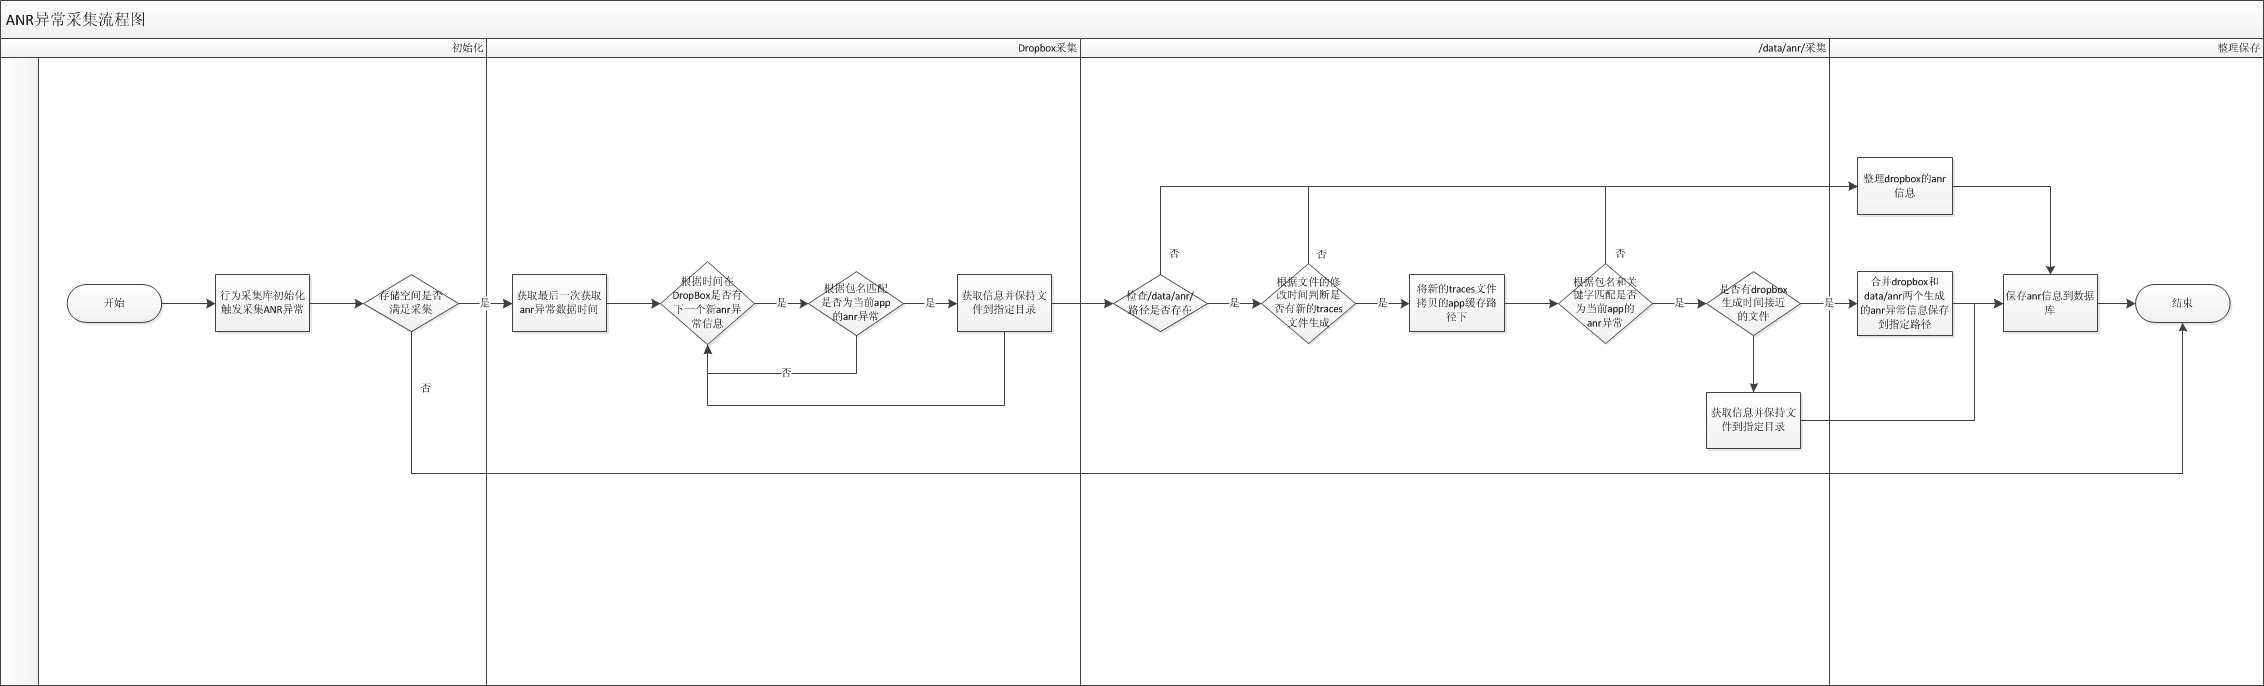 ANR异常采集流程图
初始化
Dropbox采集
/data/anr/采集
整理保存
开始
行为采集库初始化
触发采集ANR异常
存储空间是否
满足采集
是
否
获取最后一次获取
anr异常数据时间
根据时间在
DropBox是否有
下一个新anr异
常信息
是
根据包名匹配
是否为当前app
的anr异常
是
否
获取信息并保持文
件到指定目录
检查/data/anr/
路径是否存在
否
是
根据文件的修
改时间判断是
否有新的traces
文件生成
否
是
将新的traces文件
拷贝的app缓存路
径下
根据包名和关
键字匹配是否
为当前app的
anr异常
否
是
是否有dropbox
生成时间接近
的文件
是
获取信息并保持文
件到指定目录
整理dropbox的anr
信息
合并dropbox和
data/anr两个生成
的anr异常信息保存
到指定路径
保存anr信息到数据
库
结束